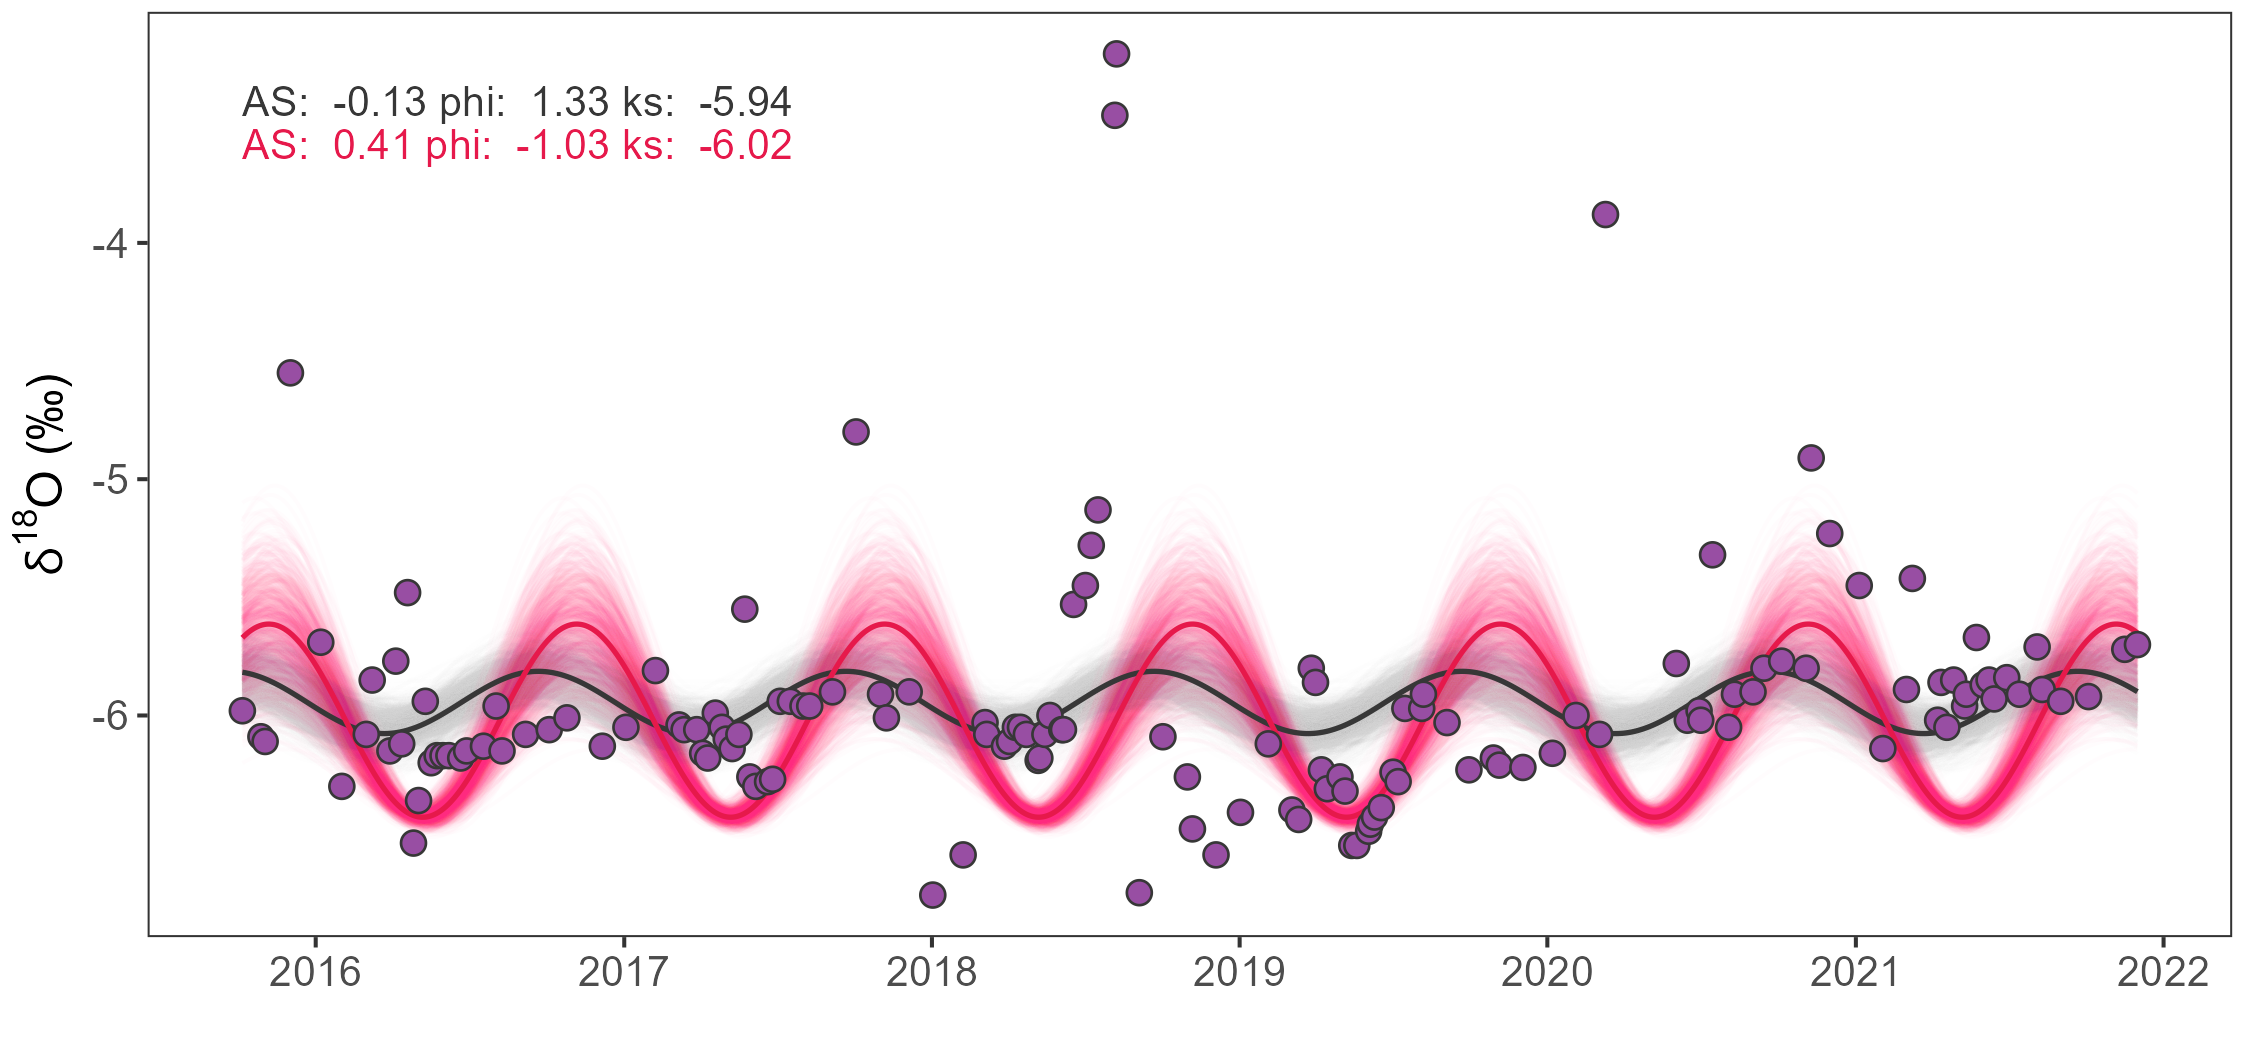 AS: -0.13 phi: 1.33 ks: -5.94
AS: 0.41 phi: -1.03 ks: -6.02
-4
-5
-6
δ¹⁸O (‰)
2016 2017 2018 2019 2020 2021 2022